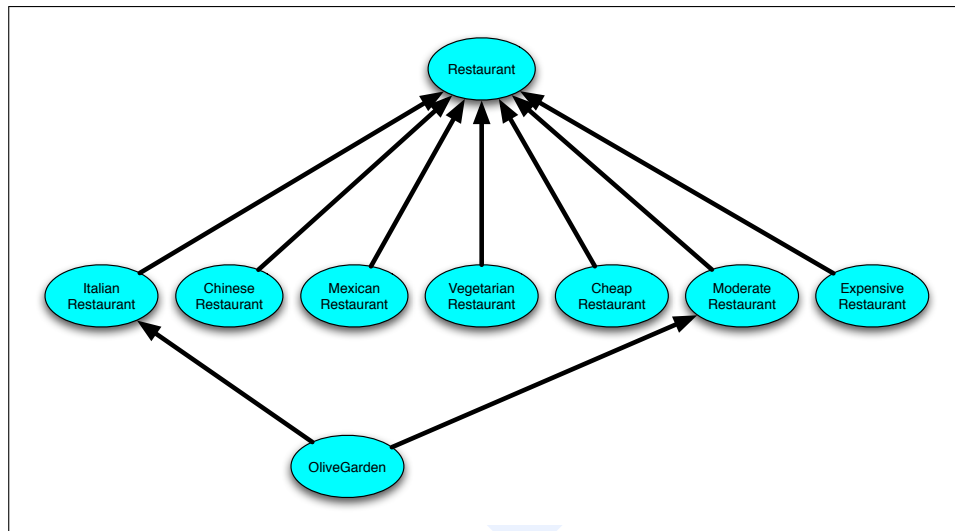 Restaurant
Italian
Restaurant
Chinese
Restaurant
Mexican
Restaurant
Vegetarian
Restaurant
Cheap
Restaurant
Moderate
Restaurant
Expensive
Restaurant
OliveGarden